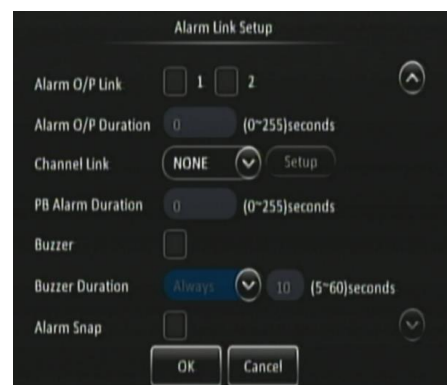 Alarm Link Setup
Alarm O/P Link 1 2
Alarm O/P Duration 0 (0~255)seconds
Channel Link NONE Setup
PB Alarm Duration 0 (0~255)seconds
Buzzer
Buzzer Duration Always 10 (5~60)seconds
Alarm Snap
OK Cancel